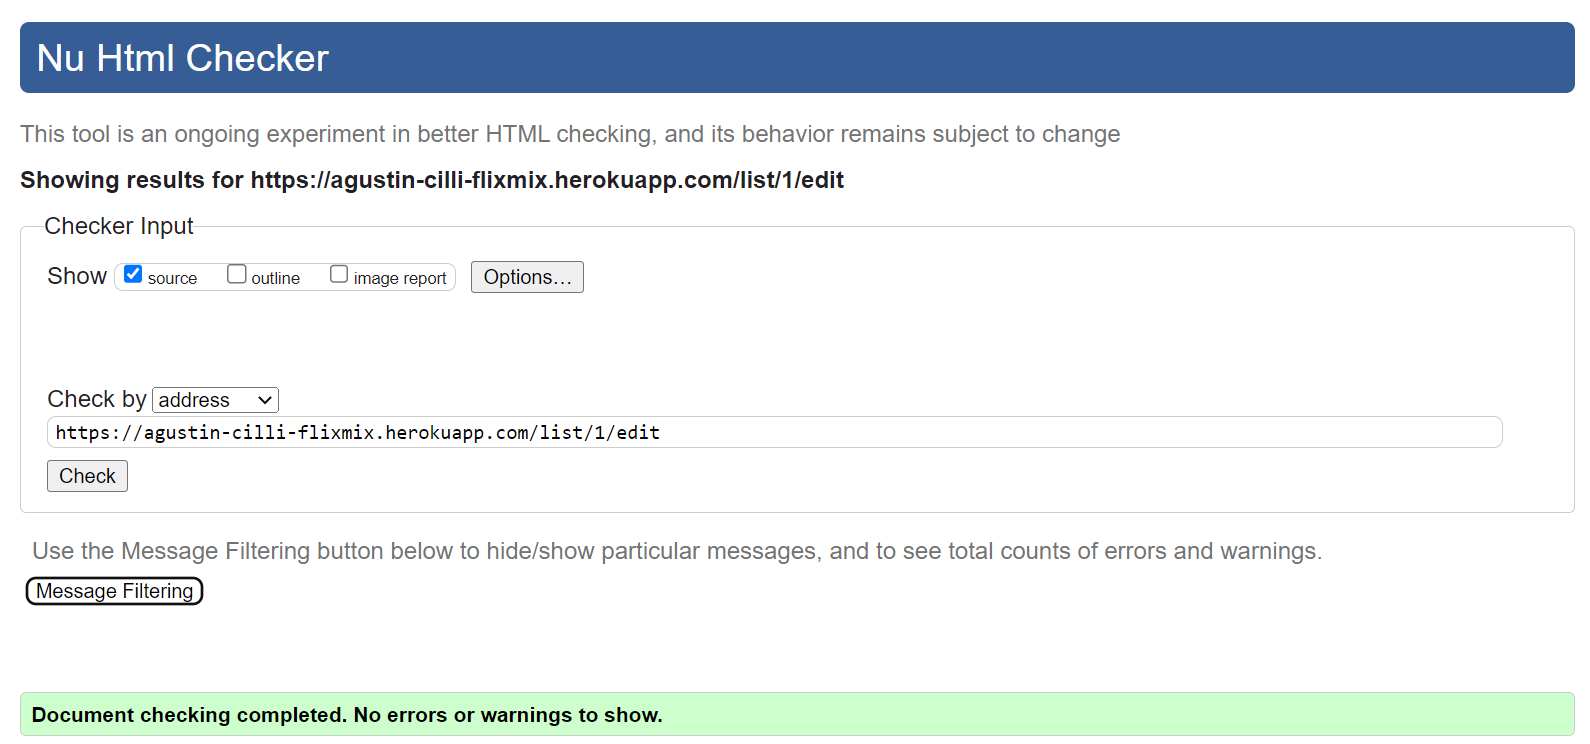 Nu Html Checker
This tool is an ongoing experiment in better HTML checking, and its behavior remains subject to change
Showing results for https://agustin-cilli-flixmix.herokuapp.com/list/1/edit
Checker Input
Show source outline image report Options...
Check by address
https://agustin-cilli-flixmix.herokuapp.com/list/1/edit
Check
Use the Message Filtering button below to hide/show particular messages, and to see total counts of errors and warnings.
Message Filtering
Document checking completed. No errors or warnings to show.